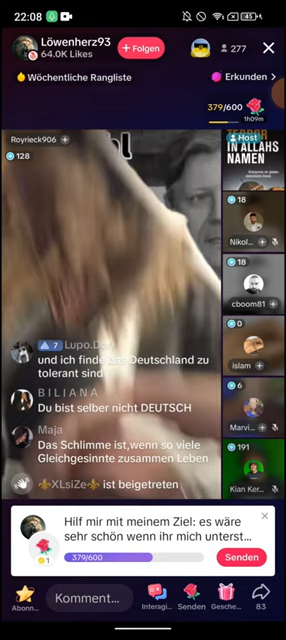 22:08
45
Löwenherz93
64.0K Likes
+ Folgen
277
Wöchentliche Rangliste
Erkunden >
379/600
1h09m
Royrieck906 +
128
Host
IN ALLAHS
NAMEN
18
Nikol...
18
cboom81
0
islam
6
Marvi...
191
Kian Ker...
7 Lupo.D
und ich finde das Deutschland zu
tolerant sind
BILIANA
Du bist selber nicht DEUTSCH
Maja
Das Schlimme ist,wenn so viele
Gleichgesinnte zusammen Leben
XLsiZe ist beigetreten
Hilf mir mit meinem Ziel: es wäre
sehr schön wenn ihr mich unterst...
1
379/600
Senden
Abonn...
Kommentar...
Interagi...
Senden
Gesche...
83